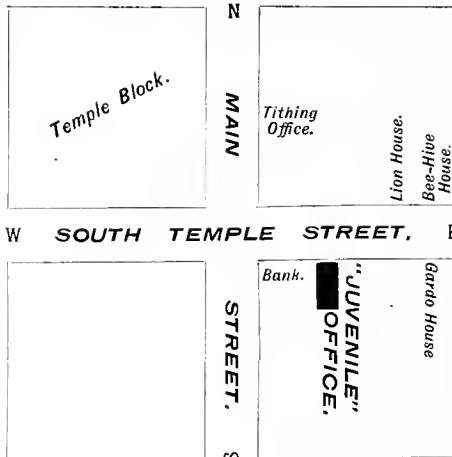 N
Temple Block.
MAIN
Tithing
Office.
Lion House.
Bee-Hive
House.
W SOUTH TEMPLE STREET.
Bank.
"JUVENILE"
OFFICE.
Gardo House
STREET.